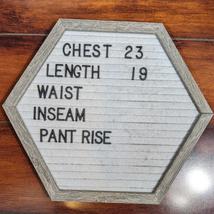 CHEST 23
LENGTH 19
WAIST
INSEAM
PANT RISE